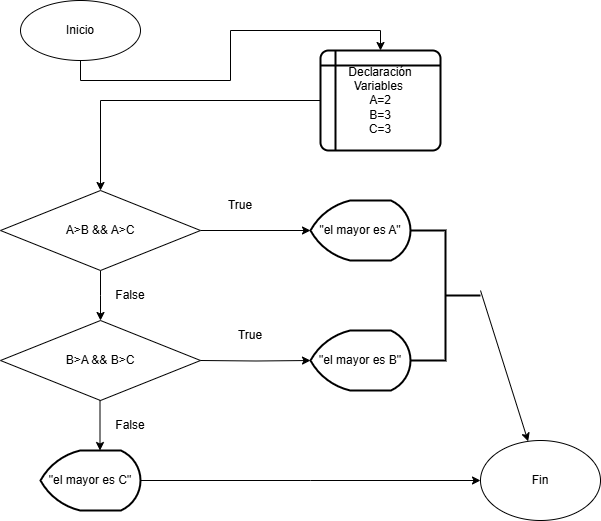 Inicio
Declaración
Variables
A=2
B=3
C=3
A>B && A>C
True
"el mayor es A"
False
B>A && B>C
True
"el mayor es B"
False
"el mayor es C"
Fin